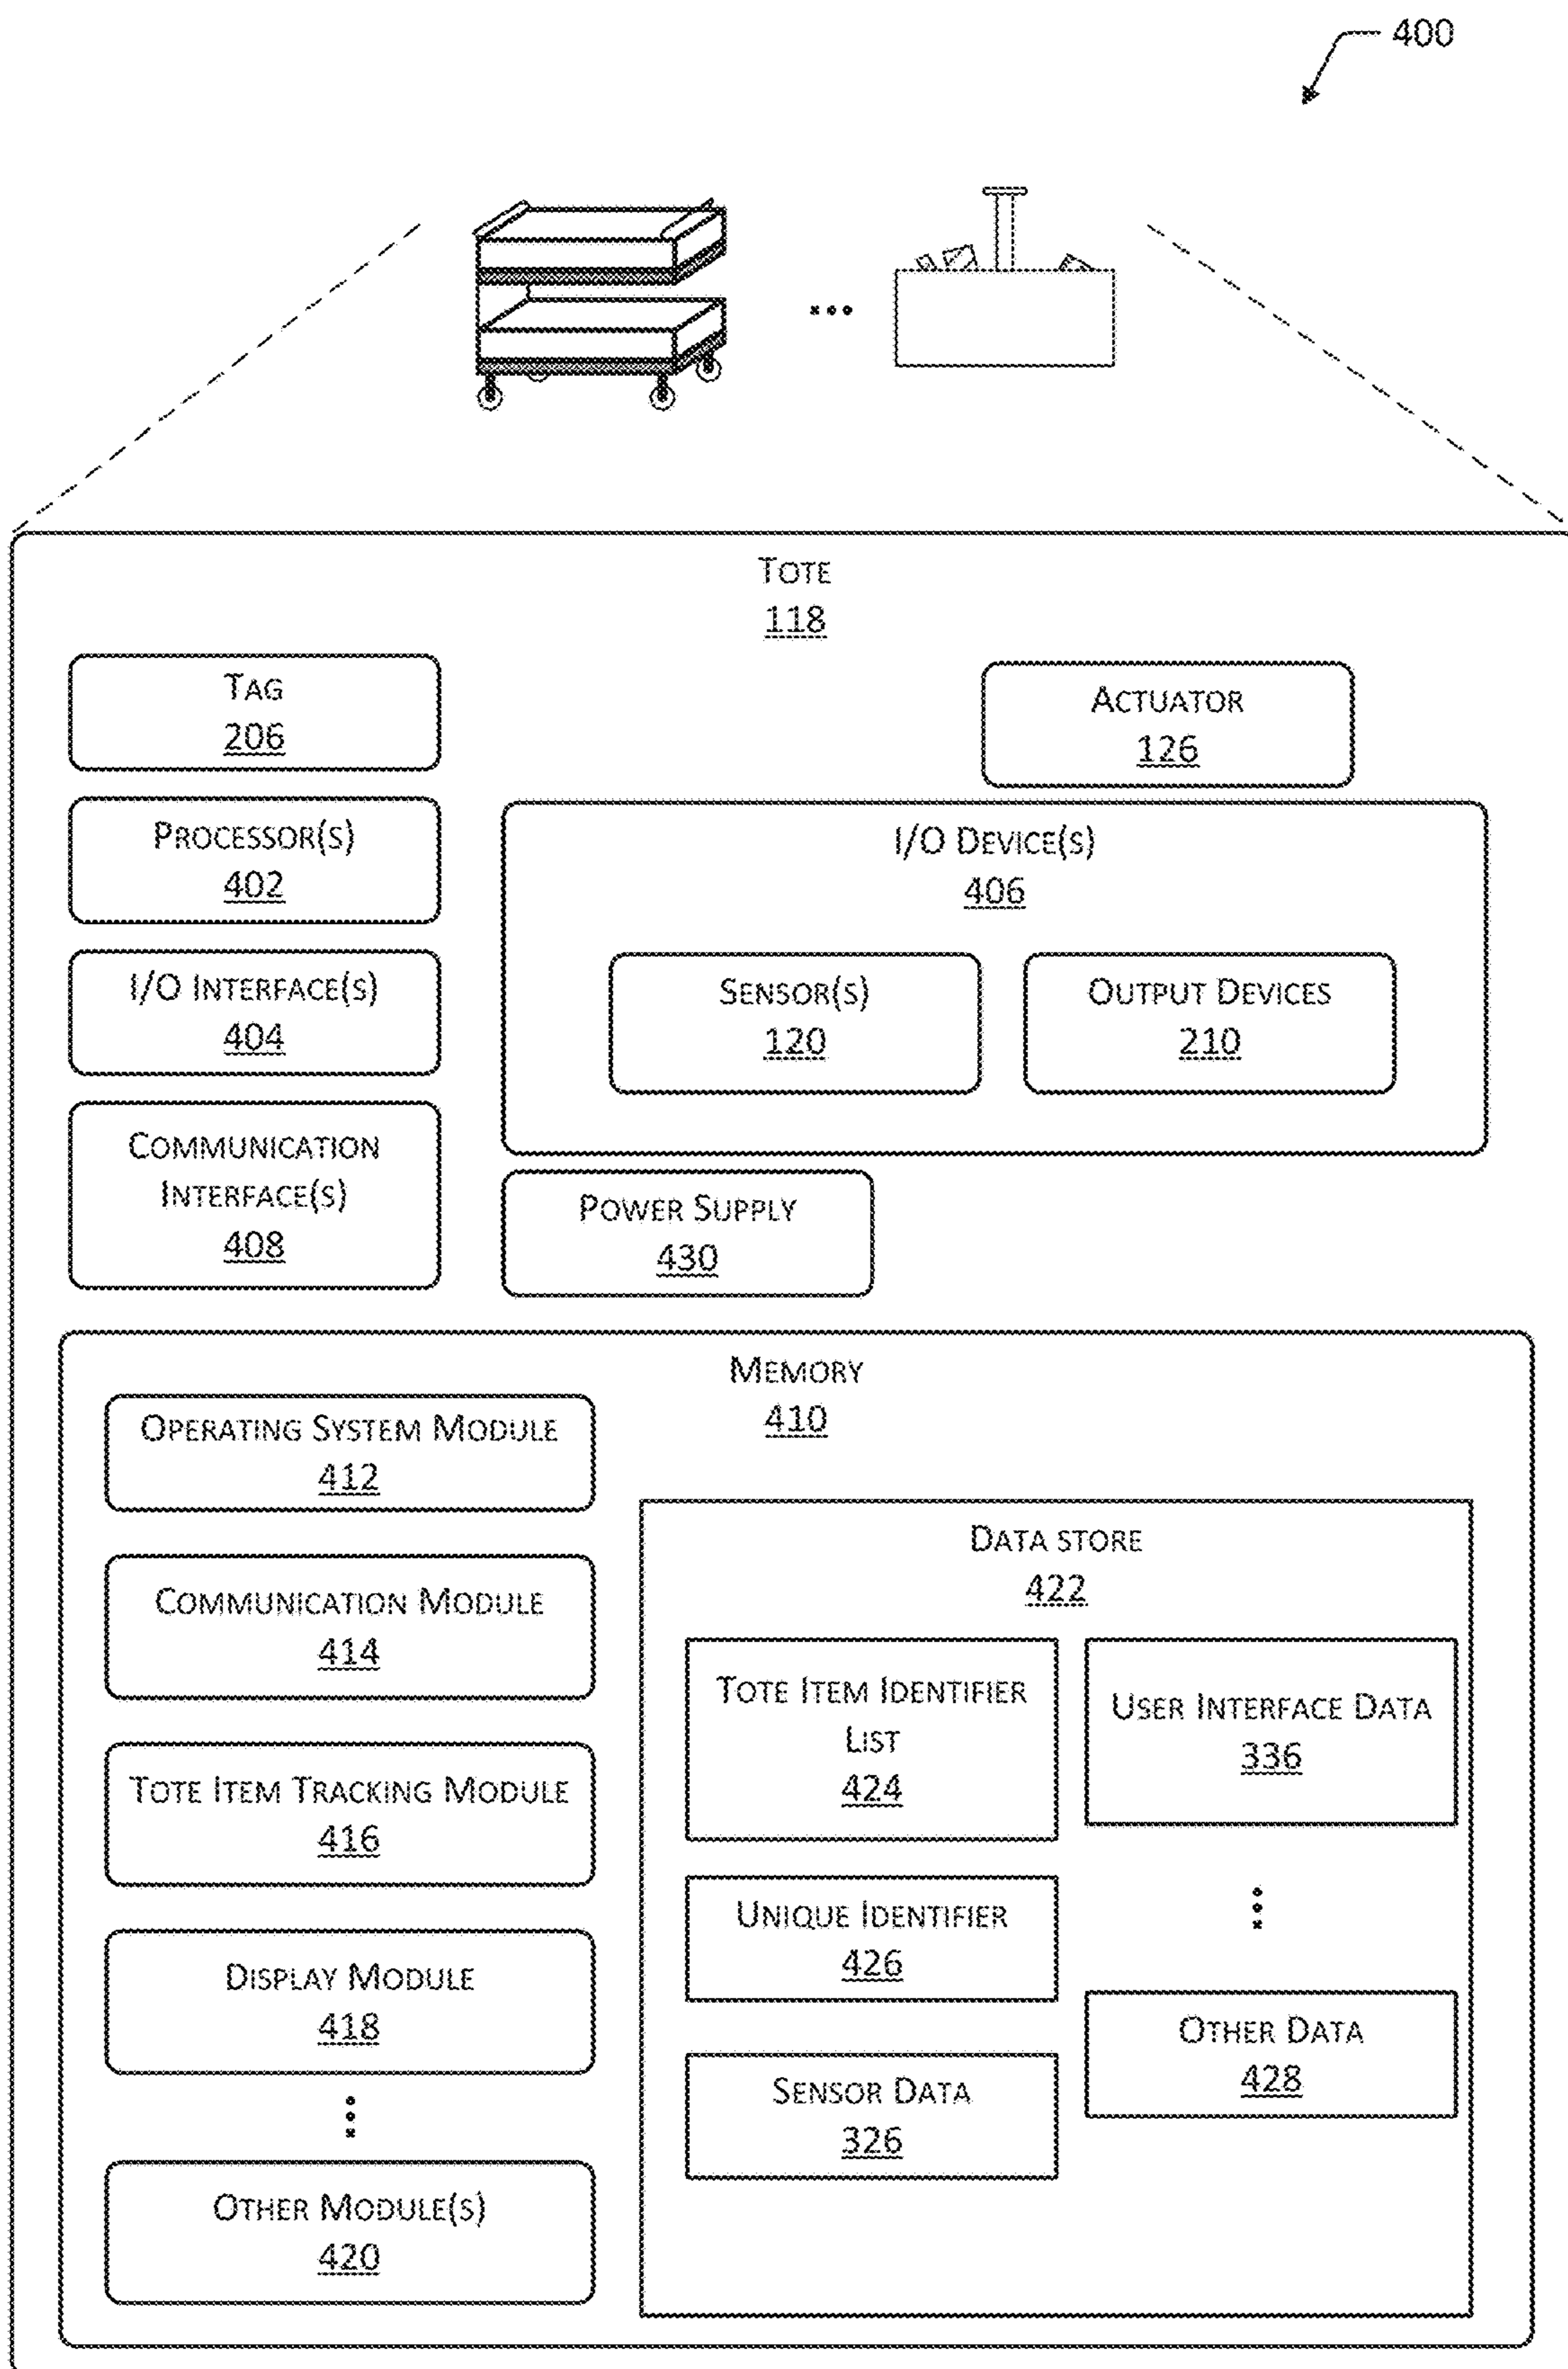 400
TOTE
118
TAG
206
ACTUATOR
126
PROCESSOR(S)
402
I/O DEVICE(S)
406
I/O INTERFACE(S)
404
SENSOR(S)
120
OUTPUT DEVICES
210
COMMUNICATION
INTERFACE(S)
408
POWER SUPPLY
430
MEMORY
410
OPERATING SYSTEM MODULE
412
COMMUNICATION MODULE
414
TOTE ITEM TRACKING MODULE
416
DISPLAY MODULE
418
OTHER MODULE(S)
420
DATA STORE
422
TOTE ITEM IDENTIFIER
LIST
424
USER INTERFACE DATA
336
UNIQUE IDENTIFIER
426
OTHER DATA
428
SENSOR DATA
326